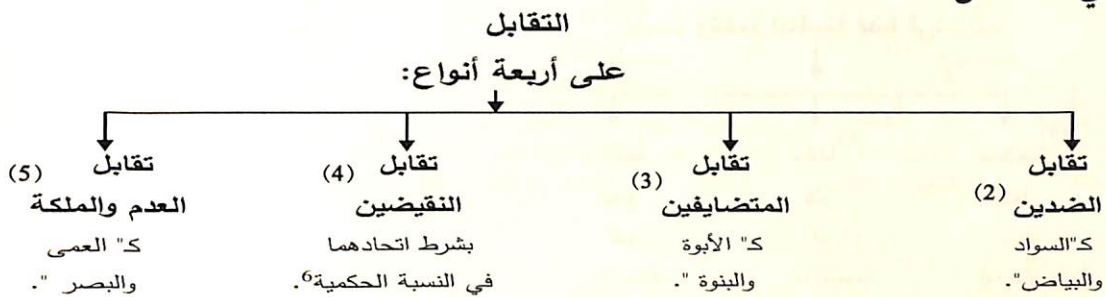 التقابل
على أربعة أنواع:
تقابل
الضدين (2)
كـ"السواد
والبياض".
تقابل
المتضايفين (3)
كـ" الأبوة
والبنوة ".
تقابل (4)
النقيضين
بشرط اتحادهما
في النسبة الحكمية6.
تقابل (5)
العدم والملكة
كـ" العمى
والبصر ".